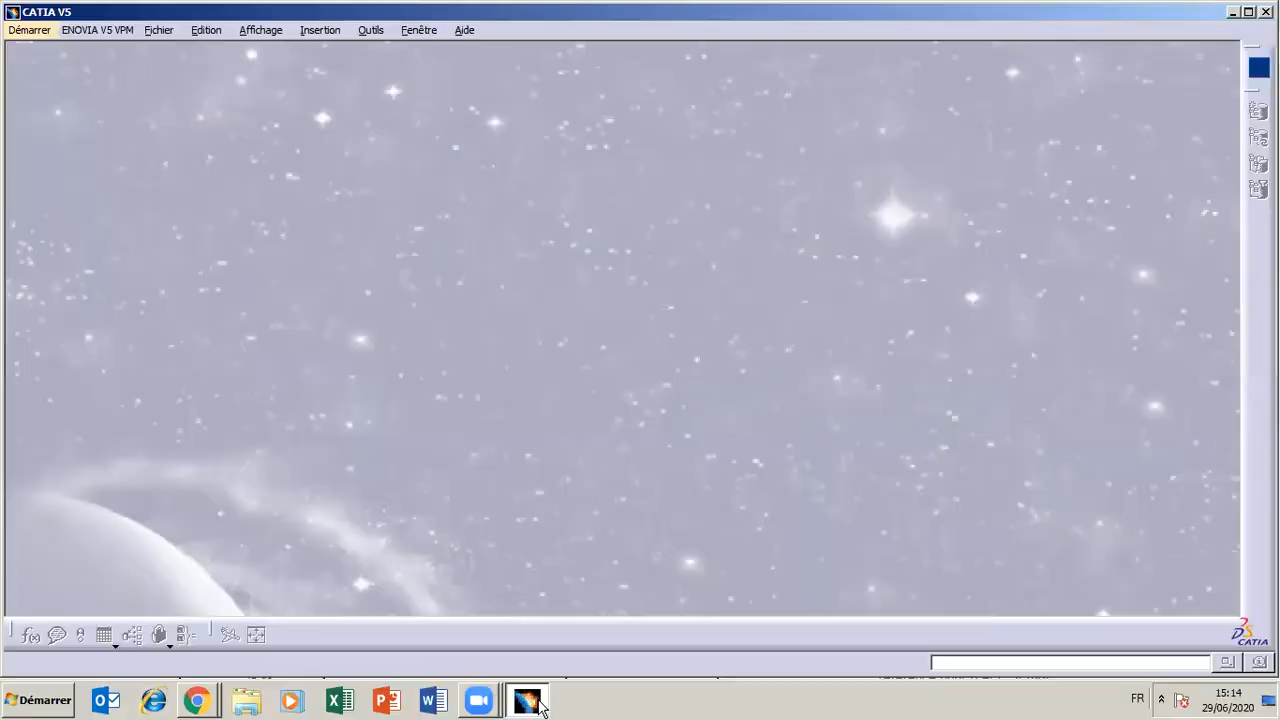 CATIA V5
Démarrer ENOVIA V5 VPM Fichier Edition Affichage Insertion Outils Fenêtre Aide
f(x)
CATIA
Démarrer
FR
15:14
29/06/2020